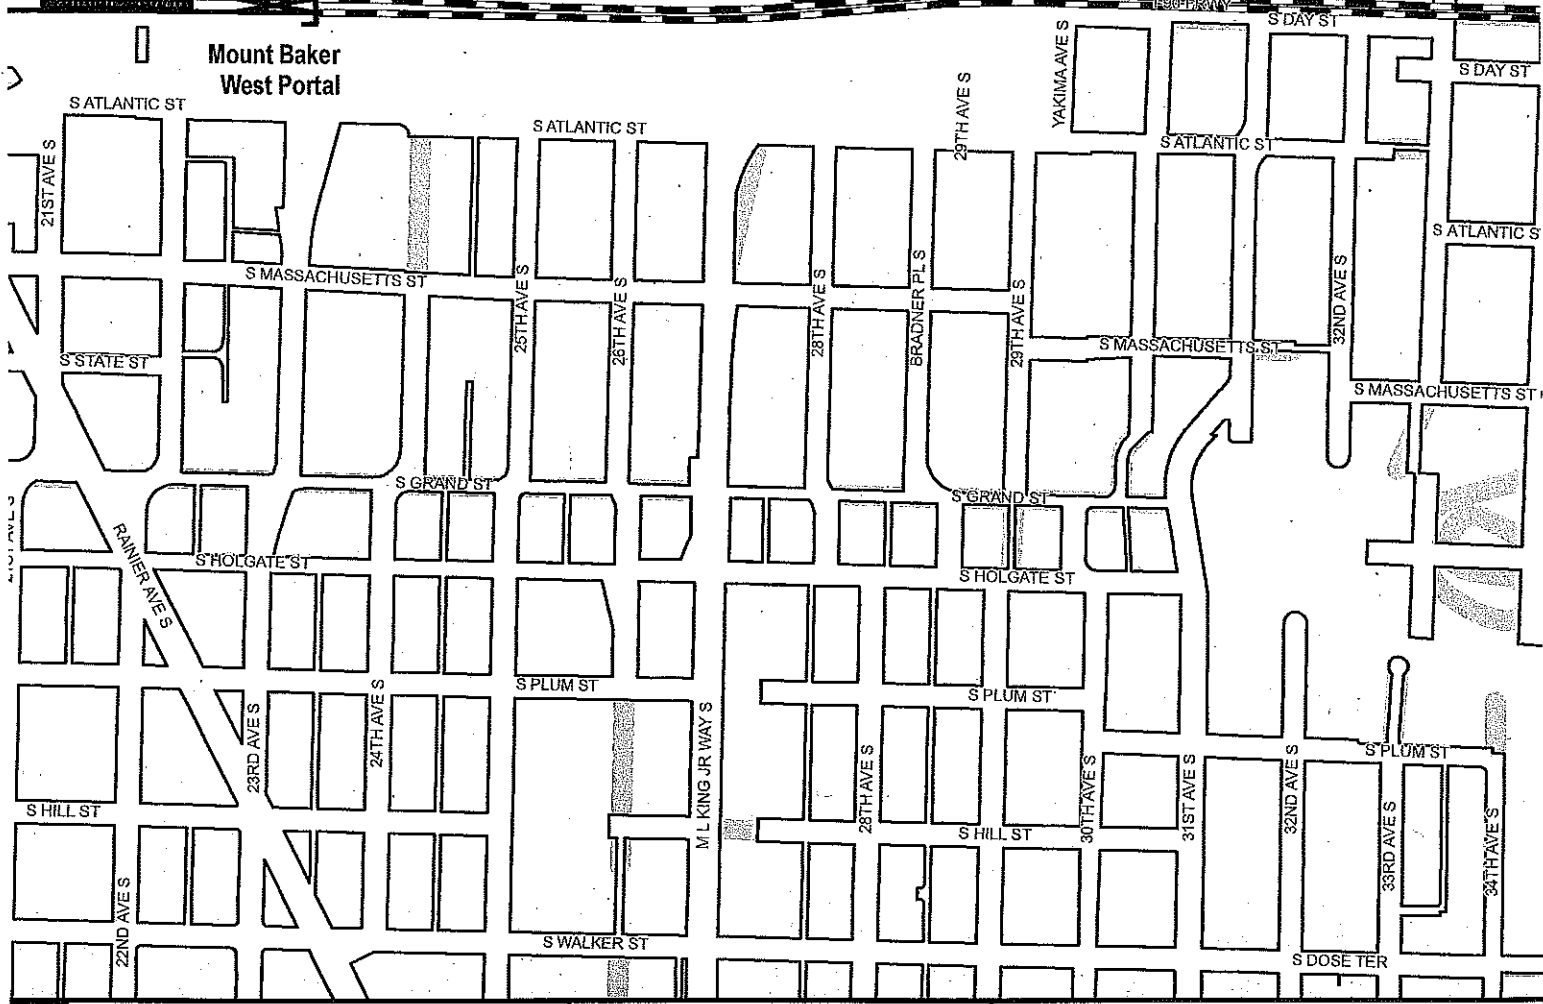 I-90 FRWY
S DAY ST
Mount Baker
West Portal
YAKIMA AVE S
S DAY ST
S ATLANTIC ST
S ATLANTIC ST
29TH AVE S
S ATLANTIC ST
21ST AVE S
S ATLANTIC S
S MASSACHUSETTS ST
25TH AVE S
26TH AVE S
28TH AVE S
BRADNER PL S
29TH AVE S
32ND AVE S
S STATE ST
S MASSACHUSETTS ST
S MASSACHUSETTS ST
S GRAND ST
S GRAND ST
RAINIER AVE S
S HOLGATE ST
S HOLGATE ST
S PLUM ST
S PLUM ST
23RD AVE S
24TH AVE S
M L KING JR WAY S
28TH AVE S
30TH AVE S
31ST AVE S
32ND AVE S
S PLUM ST
S HILL ST
S HILL ST
33RD AVE S
34TH AVE S
22ND AVE S
S WALKER ST
S DOSE TER